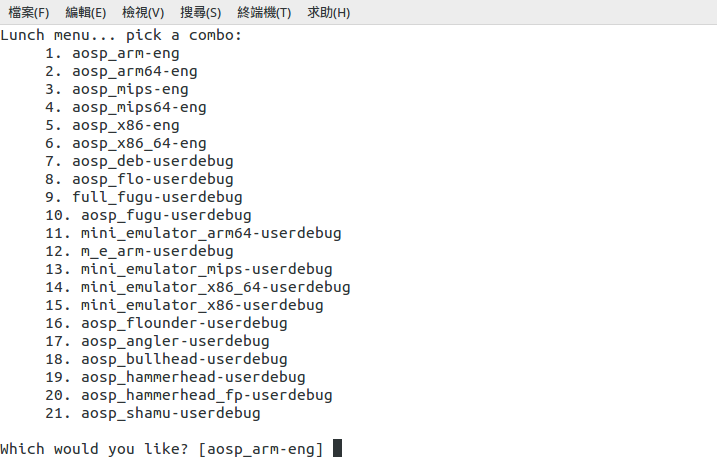 檔案(F) 編輯(E) 檢視(V) 搜尋(S) 終端機(T) 求助(H)
Lunch menu... pick a combo:
1. aosp_arm-eng
2. aosp_arm64-eng
3. aosp_mips-eng
4. aosp_mips64-eng
5. aosp_x86-eng
6. aosp_x86_64-eng
7. aosp_deb-userdebug
8. aosp_flo-userdebug
9. full_fugu-userdebug
10. aosp_fugu-userdebug
11. mini_emulator_arm64-userdebug
12. m_e_arm-userdebug
13. mini_emulator_mips-userdebug
14. mini_emulator_x86_64-userdebug
15. mini_emulator_x86-userdebug
16. aosp_flounder-userdebug
17. aosp_angler-userdebug
18. aosp_bullhead-userdebug
19. aosp_hammerhead-userdebug
20. aosp_hammerhead_fp-userdebug
21. aosp_shamu-userdebug
Which would you like? [aosp_arm-eng]